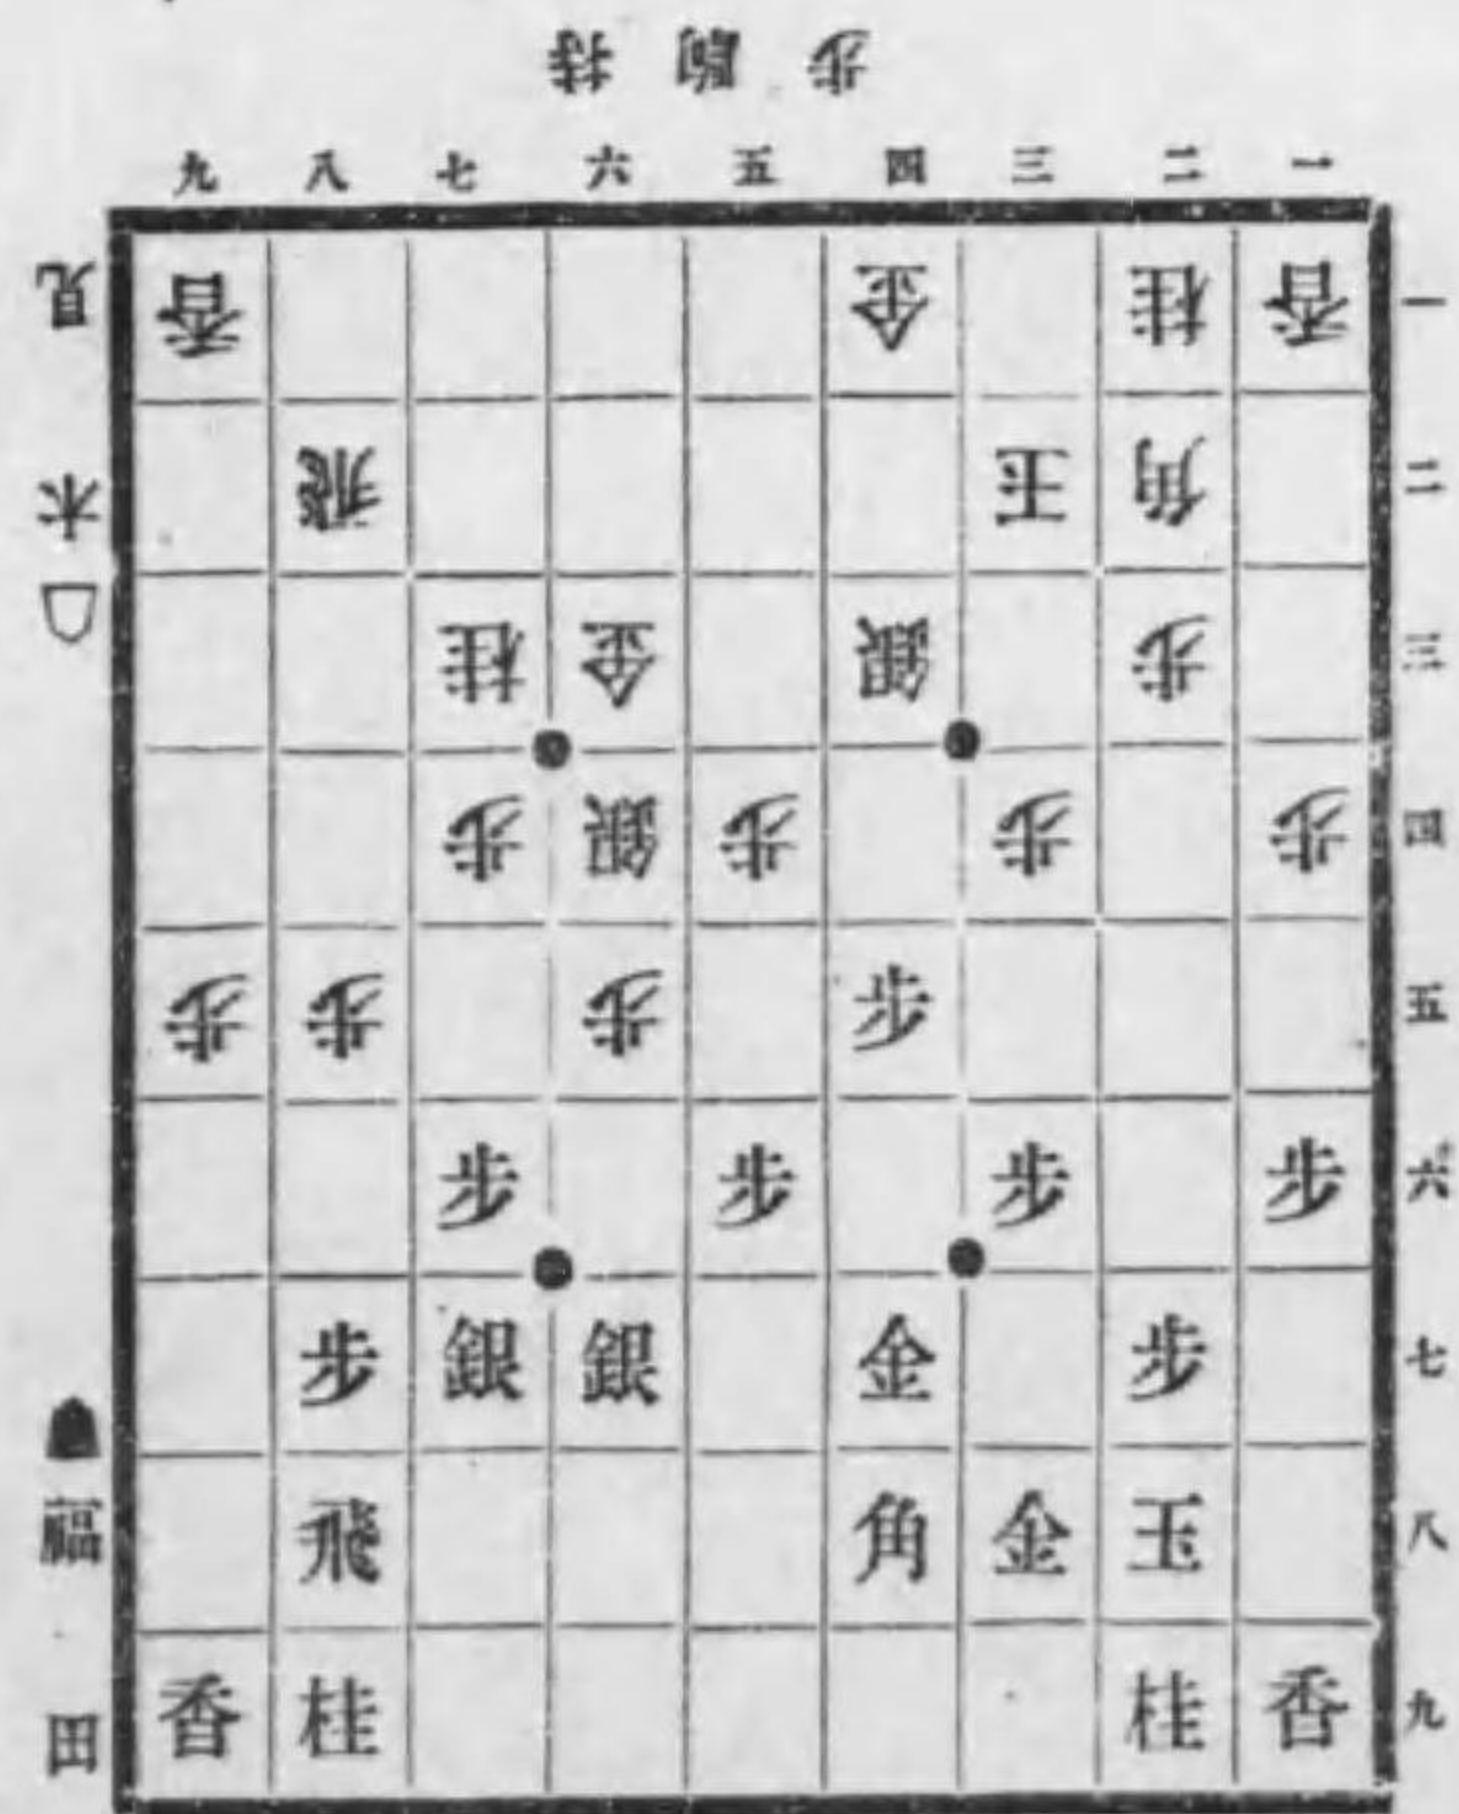 持駒 歩
九八七六五四三二一
香 金 桂 香 一
飛 玉 角 二
桂 金 銀 歩 三
歩 銀 歩 歩 歩 四
歩 歩 歩 歩 五
歩 歩 歩 歩 六
歩 銀 銀 金 歩 七
飛 角 金 玉 八
香 桂 桂 香 九
☖木見
☗福田